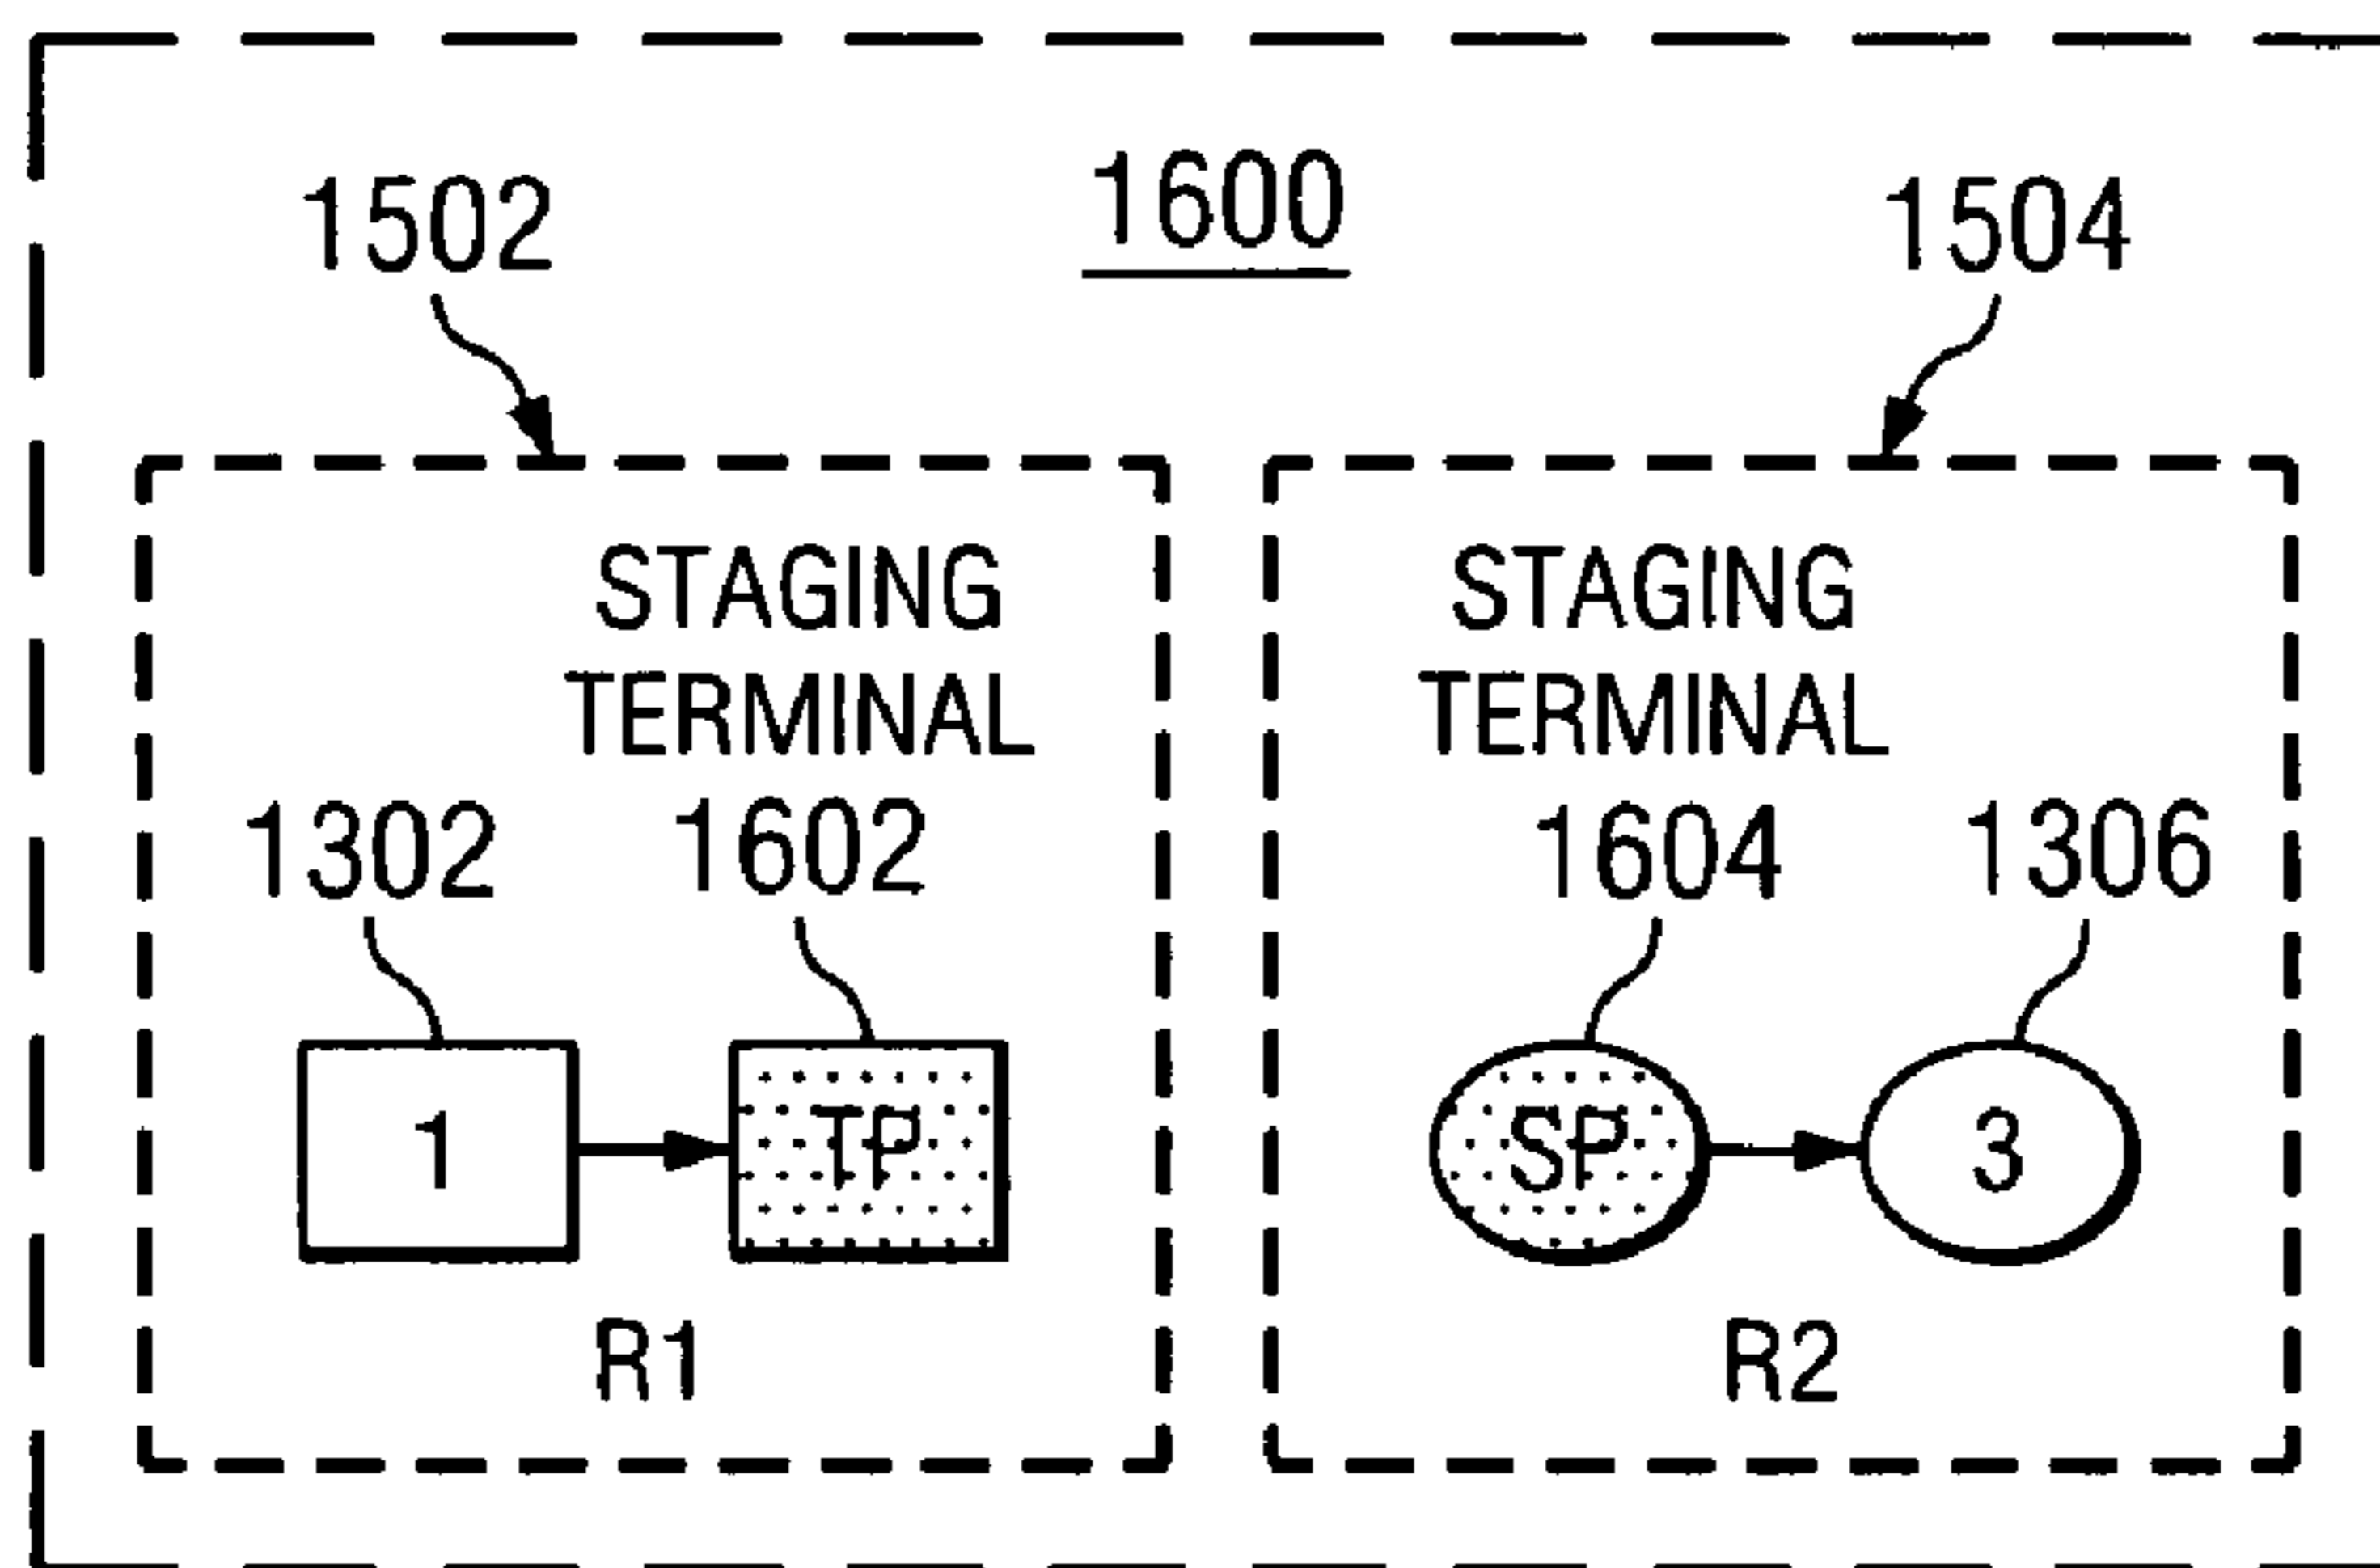 1600
1502
1504
STAGING
TERMINAL
1302
1602
1
TP
R1
STAGING
TERMINAL
1604
1306
SP
3
R2